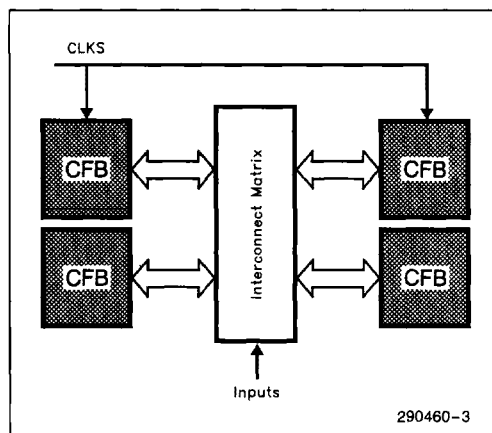 CLKS
CFB
CFB
Interconnect Matrix
CFB
CFB
Inputs
290460-3